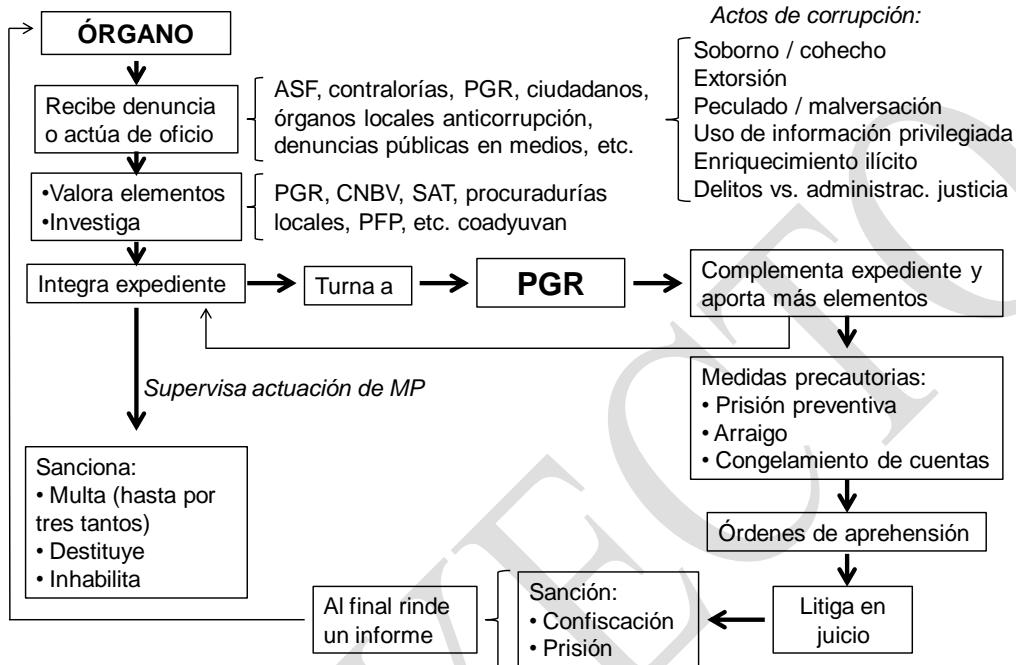 Actos de corrupción:
ÓRGANO
Soborno / cohecho
Extorsión
Peculado / malversación
Uso de información privilegiada
Enriquecimiento ilícito
Delitos vs. administrac. justicia
Recibe denuncia
o actúa de oficio
ASF, contralorías, PGR, ciudadanos,
órganos locales anticorrupción,
denuncias públicas en medios, etc.
•Valora elementos
•Investiga
PGR, CNBV, SAT, procuradurías
locales, PFP, etc. coadyuvan
Integra expediente
Turna a
PGR
Complementa expediente y
aporta más elementos
Supervisa actuación de MP
Medidas precautorias:
• Prisión preventiva
• Arraigo
• Congelamiento de cuentas
Sanciona:
• Multa (hasta por
tres tantos)
• Destituye
• Inhabilita
Órdenes de aprehensión
Litiga en
juicio
Sanción:
• Confiscación
• Prisión
Al final rinde
un informe
YECTO